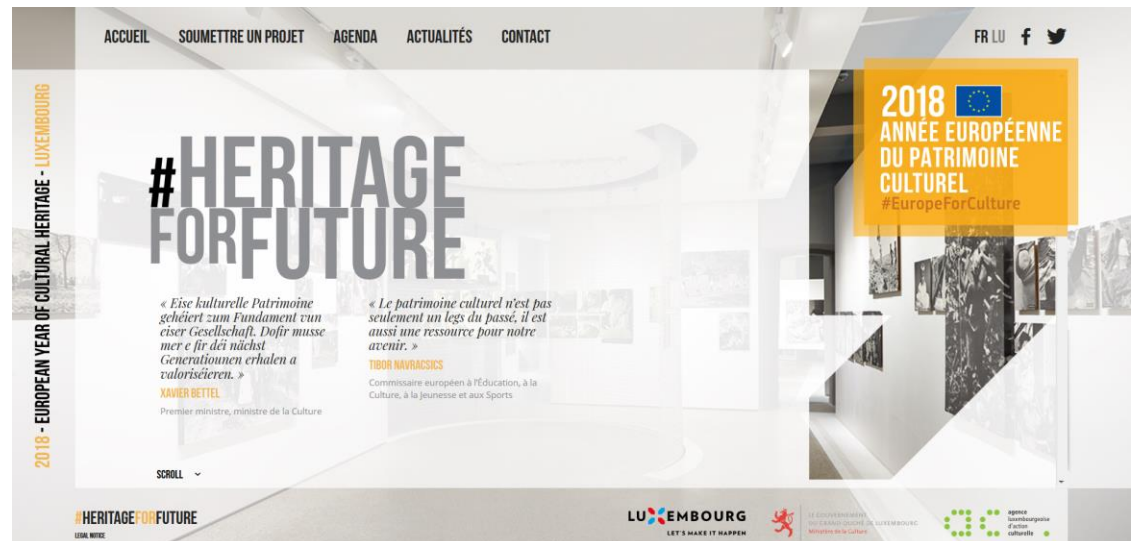 ACCUEIL SOUMETTRE UN PROJET AGENDA ACTUALITÉS CONTACT
FR LU
2018 - EUROPEAN YEAR OF CULTURAL HERITAGE - LUXEMBOURG
2018
ANNÉE EUROPÉENNE
DU PATRIMOINE
CULTUREL
#EuropeForCulture
#HERITAGE
FORFUTURE
« Eise kulturelle Patrimoine
gehéiert zum Fundament vun
eiser Gesellschaft. Dofir musse
mer e fir déi nächst
Generatiounen erhalen a
valoriséieren. »
XAVIER BETTEL
Premier ministre, ministre de la Culture
« Le patrimoine culturel n'est pas
seulement un legs du passé, il est
aussi une ressource pour notre
avenir. »
TIBOR NAVRACSICS
Commissaire européen à l'Éducation, à la
Culture, à la Jeunesse et aux Sports
SCROLL
#HERITAGEFORFUTURE
LEGAL NOTICE
LUXEMBOURG
LET'S MAKE IT HAPPEN
LE GOUVERNEMENT
DU GRAND-DUCHÉ DE LUXEMBOURG
Ministère de la Culture
agence
luxembourgeoise
d'action
culturelle